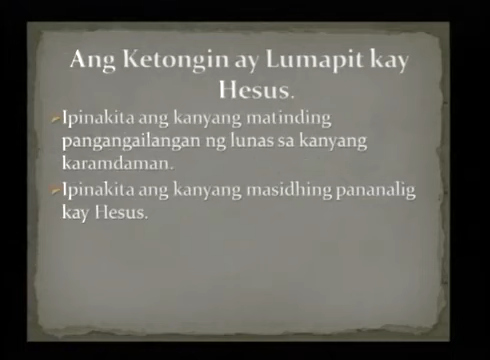 Ang Ketongin ay Lumapit kay
Hesus.
Ipinakita ang kanyang matinding
pangangailangan ng lunas sa kanyang
karamdaman.
Ipinakita ang kanyang masidhing pananalig
kay Hesus.